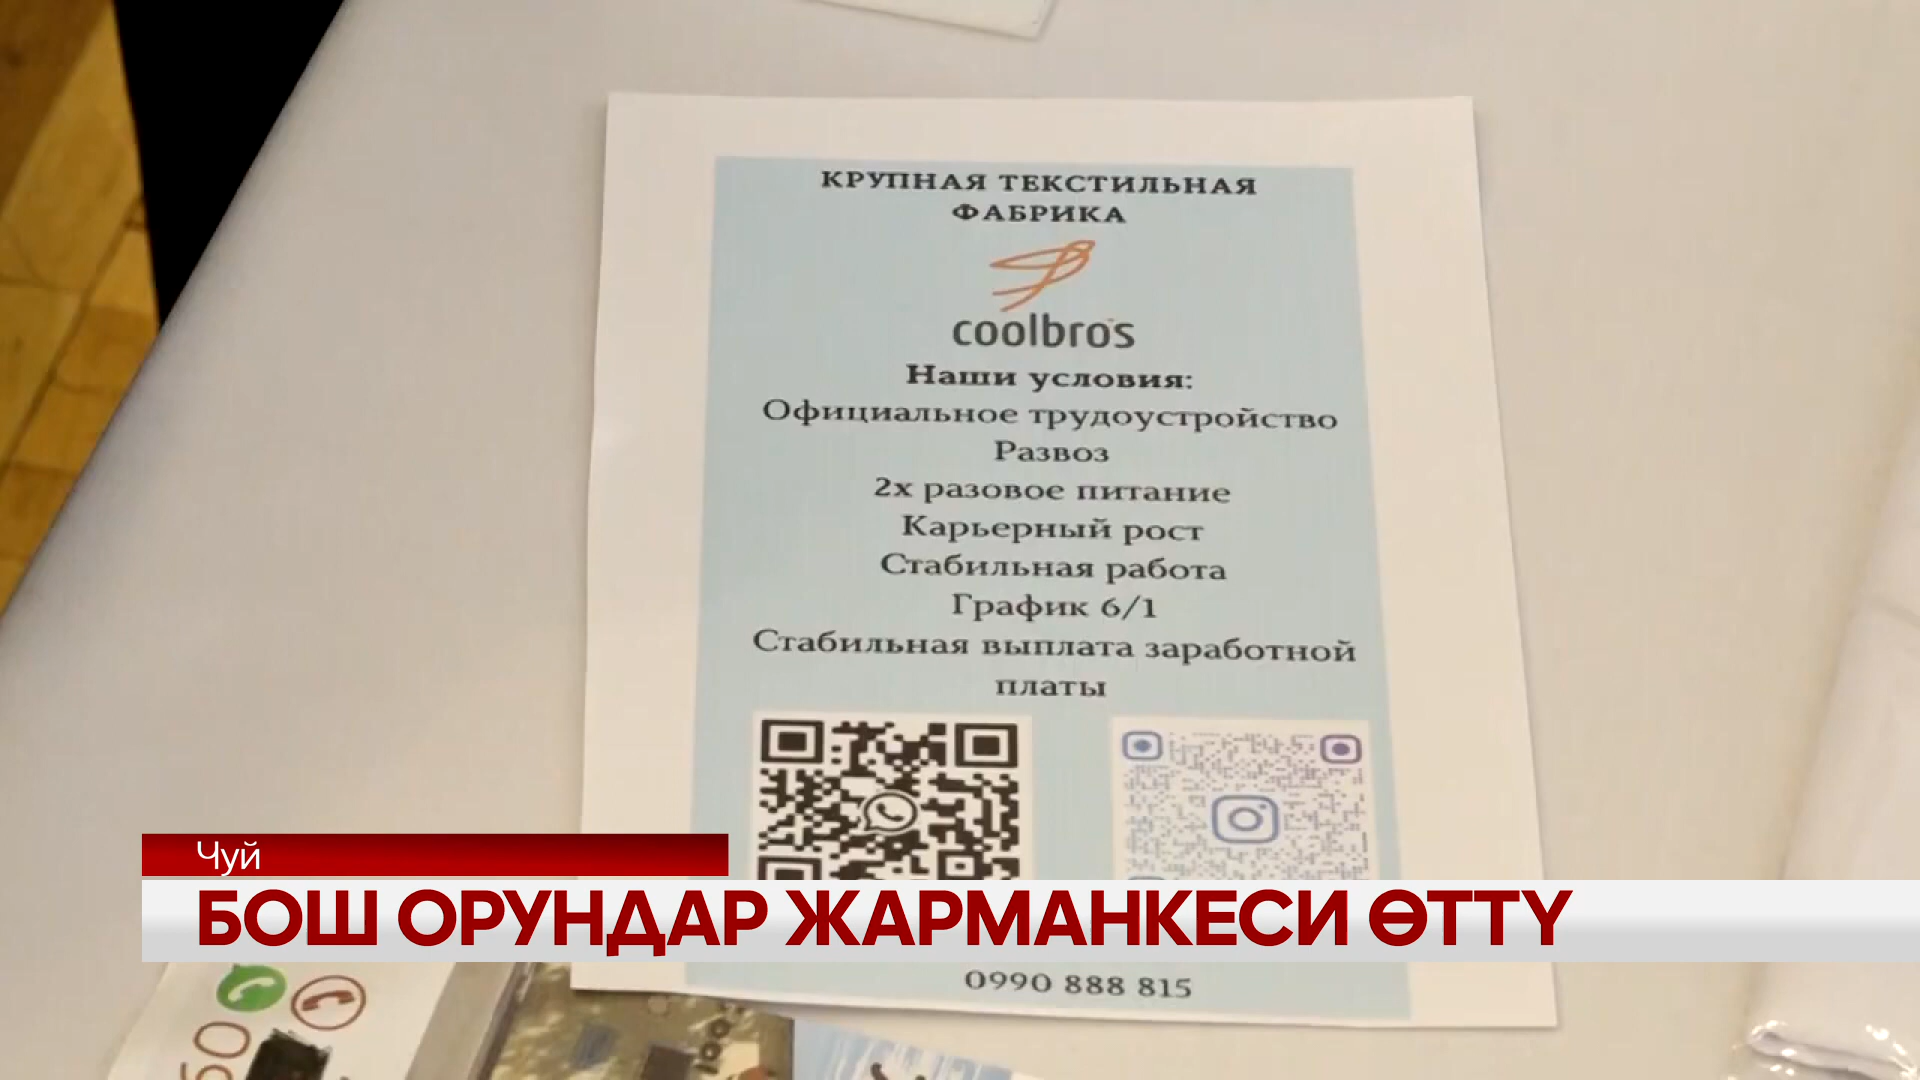 КРУПНАЯ ТЕКСТИЛЬНАЯ
ФАБРИКА
coolbro's
Наши условия:
Официальное трудоустройство
Развоз
2х разовое питание
Карьерный рост
Стабильная работа
График 6/1
Стабильная выплата заработной
платы
Чуй
БОШ ОРУНДАР ЖАРМАНКЕСИ ӨТТҮ
0990 888 815